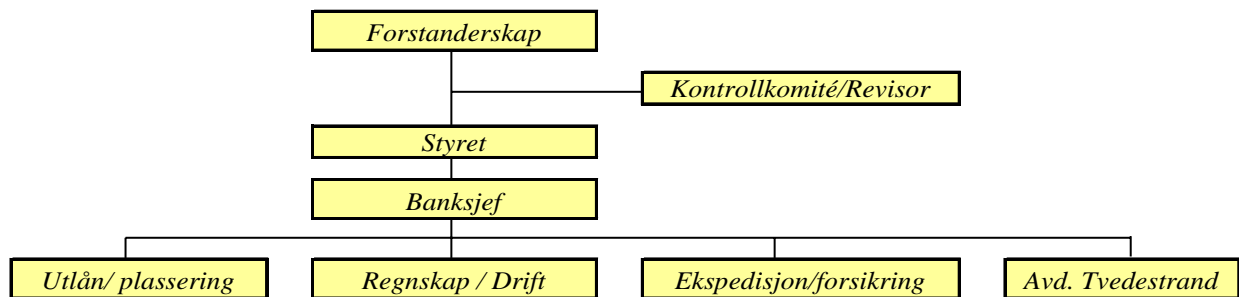 Forstanderskap
Kontrollkomité/Revisor
Styret
Banksjef
Utlån/ plassering
Regnskap / Drift
Ekspedisjon/forsikring
Avd. Tvedestrand